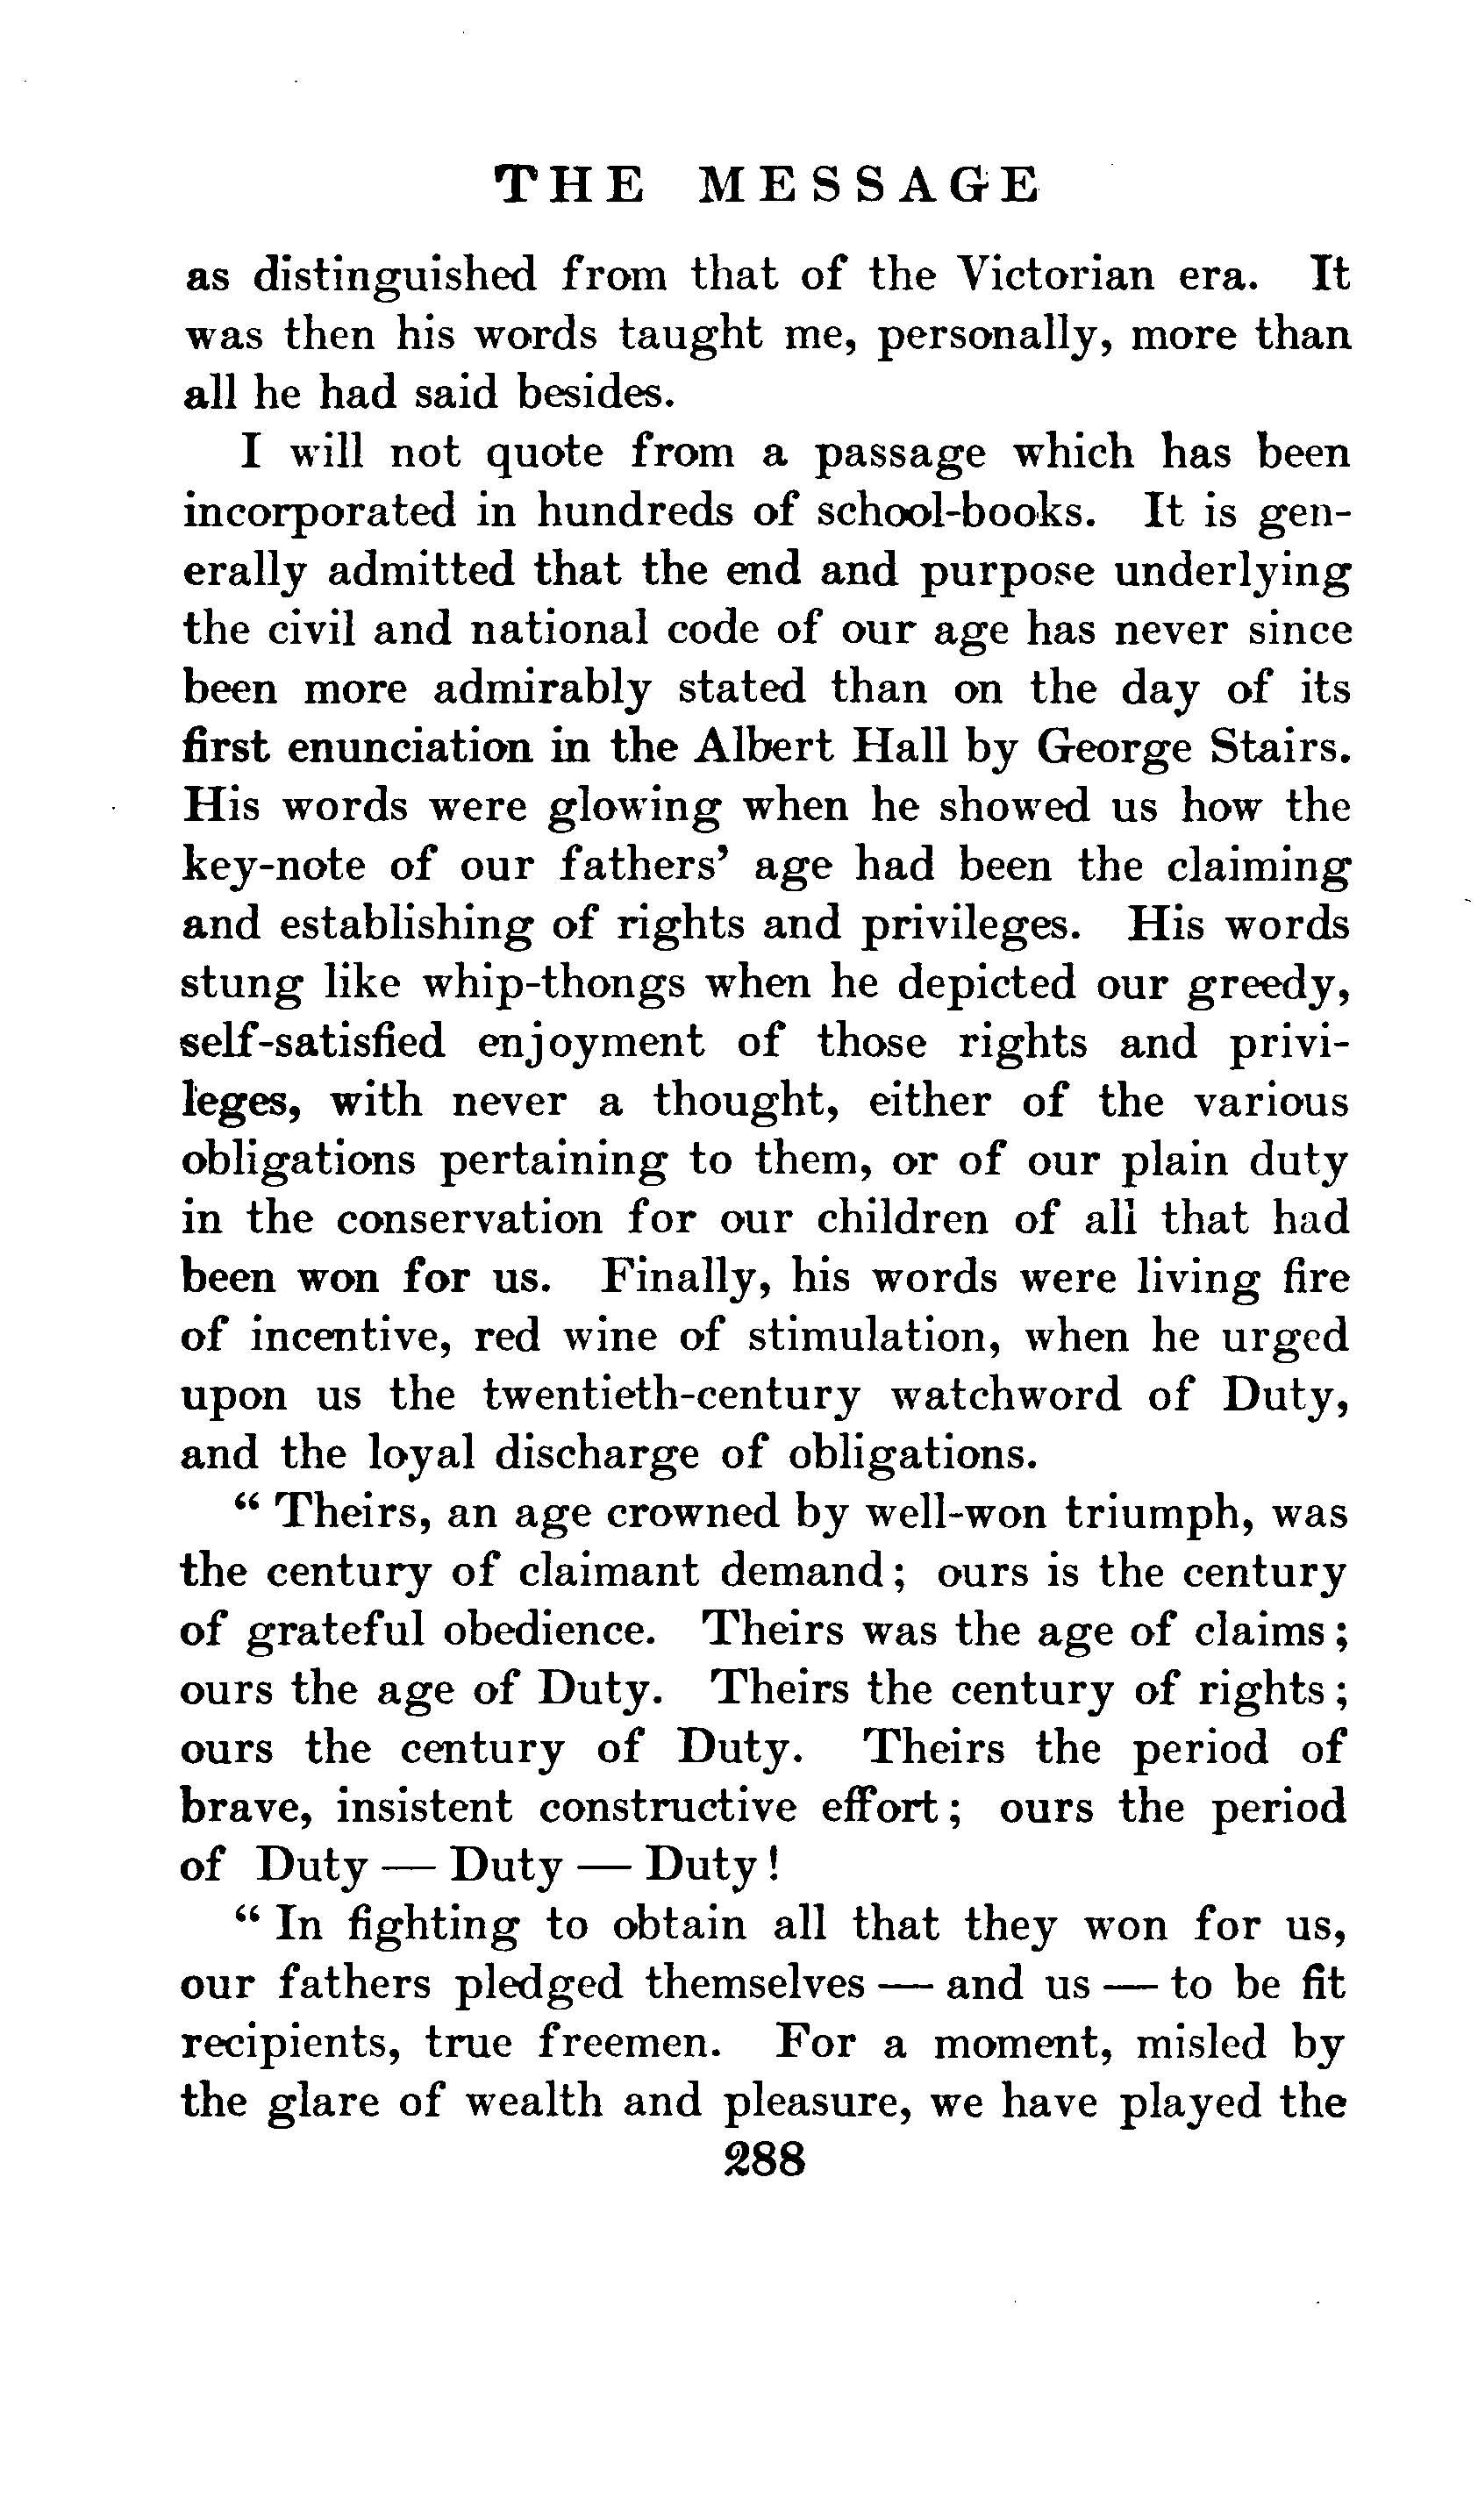 THE MESSAGE
as distinguished from that of the Victorian era. It
was then his words taught me, personally, more than
all he had said besides.
I will not quote from a passage which has been
incorporated in hundreds of school-books. It is gen-
erally admitted that the end and purpose underlying
the civil and national code of our age has never since
been more admirably stated than on the day of its
first enunciation in the Albert Hall by George Stairs.
His words were glowing when he showed us how the
key-note of our fathers' age had been the claiming
and establishing of rights and privileges. His words
stung like whip-thongs when he depicted our greedy,
self-satisfied enjoyment of those rights and privi-
leges, with never a thought, either of the various
obligations pertaining to them, or of our plain duty
in the conservation for our children of all that had
been won for us. Finally, his words were living fire
of incentive, red wine of stimulation, when he urged
upon us the twentieth-century watchword of Duty,
and the loyal discharge of obligations.
“ Theirs, an age crowned by well-won triumph, was
the century of claimant demand; ours is the century
of grateful obedience. Theirs was the age of claims;
ours the age of Duty. Theirs the century of rights;
ours the century of Duty. Theirs the period of
brave, insistent constructive effort; ours the period
of Duty — Duty — Duty!
“ In fighting to obtain all that they won for us,
our fathers pledged themselves — and us — to be fit
recipients, true freemen. For a moment, misled by
the glare of wealth and pleasure, we have played the
288